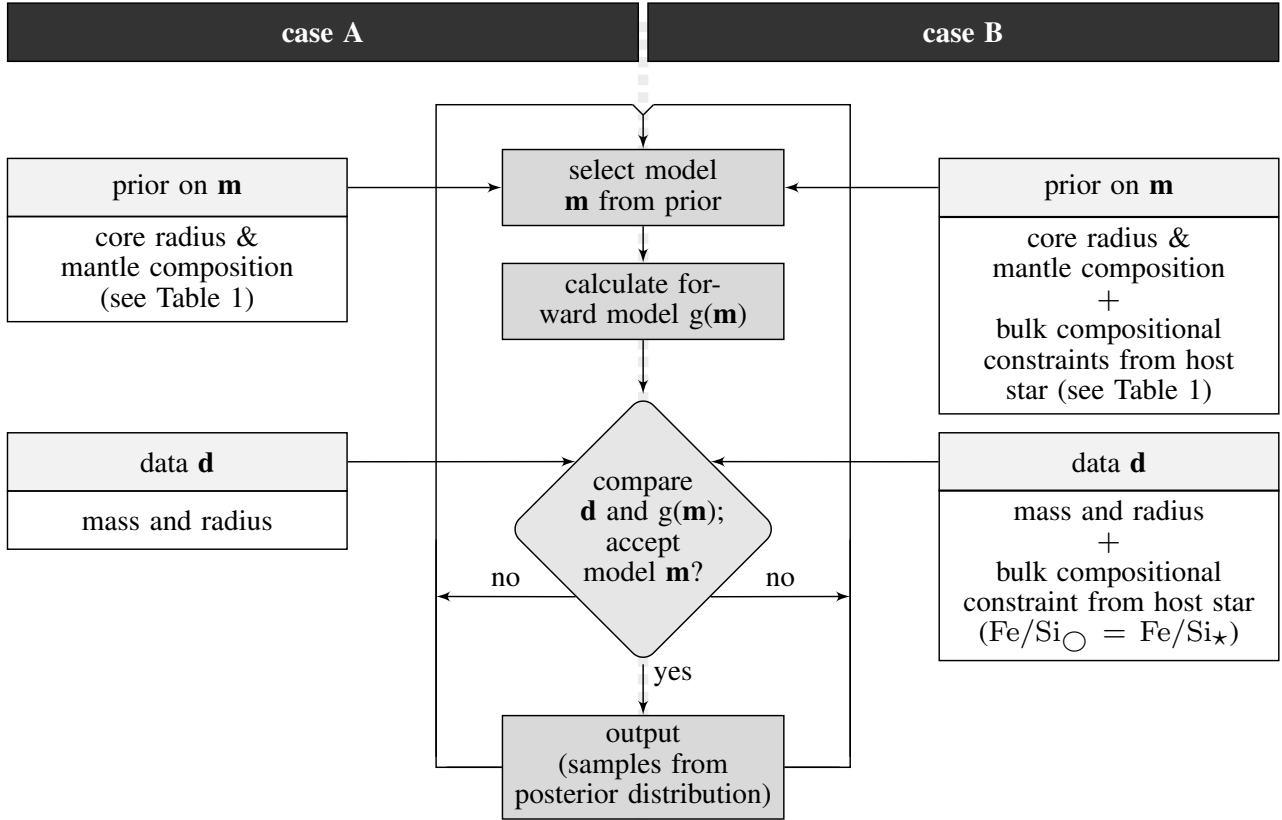 case A
case B
prior on m
core radius &
mantle composition
(see Table 1)
select model
m from prior
prior on m
core radius &
mantle composition
+
bulk compositional
constraints from host
star (see Table 1)
calculate for-
ward model g(m)
data d
mass and radius
compare
d and g(m);
accept
model m?
no
no
yes
data d
mass and radius
+
bulk compositional
constraint from host star
(Fe/Si○ = Fe/Si⋆)
output
(samples from
posterior distribution)